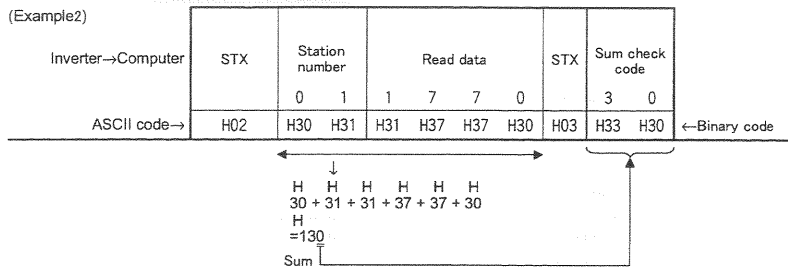 (Example2)
Inverter→Computer STX Station number Read data STX Sum check code
0 1 1 7 7 0 3 0
ASCII code→ H02 H30 H31 H31 H37 H37 H30 H03 H33 H30 ←Binary code
↓
H H H H H H
30 + 31 + 31 + 37 + 37 + 30
H
=130
Sum